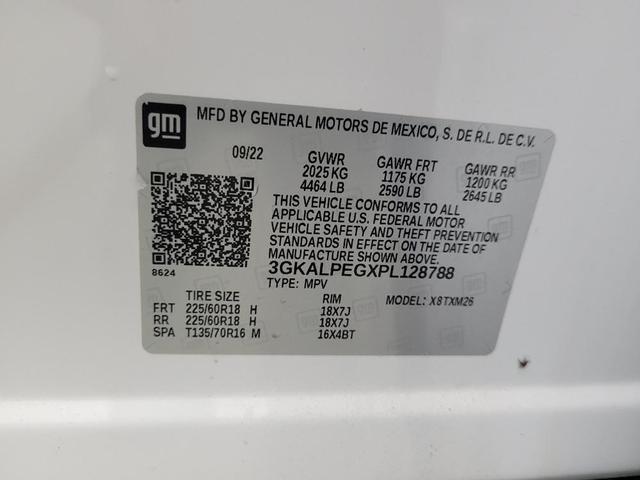 gm
MFD BY GENERAL MOTORS DE MEXICO, S. DE R.L. DE C.V.
09/22 GVWR GAWR FRT GAWR RR
2025 KG 1175 KG 1200 KG
4464 LB 2590 LB 2645 LB
THIS VEHICLE CONFORMS TO ALL
APPLICABLE U.S. FEDERAL MOTOR
VEHICLE SAFETY AND THEFT PREVENTION
STANDARDS IN EFFECT ON THE DATE OF
MANUFACTURE SHOWN ABOVE.
8624 3GKALPEGXPL128788
TYPE: MPV
TIRE SIZE RIM MODEL: X8TXM26
FRT 225/60R18 H 18X7J
RR 225/60R18 H 18X7J
SPA T135/70R16 M 16X4BT